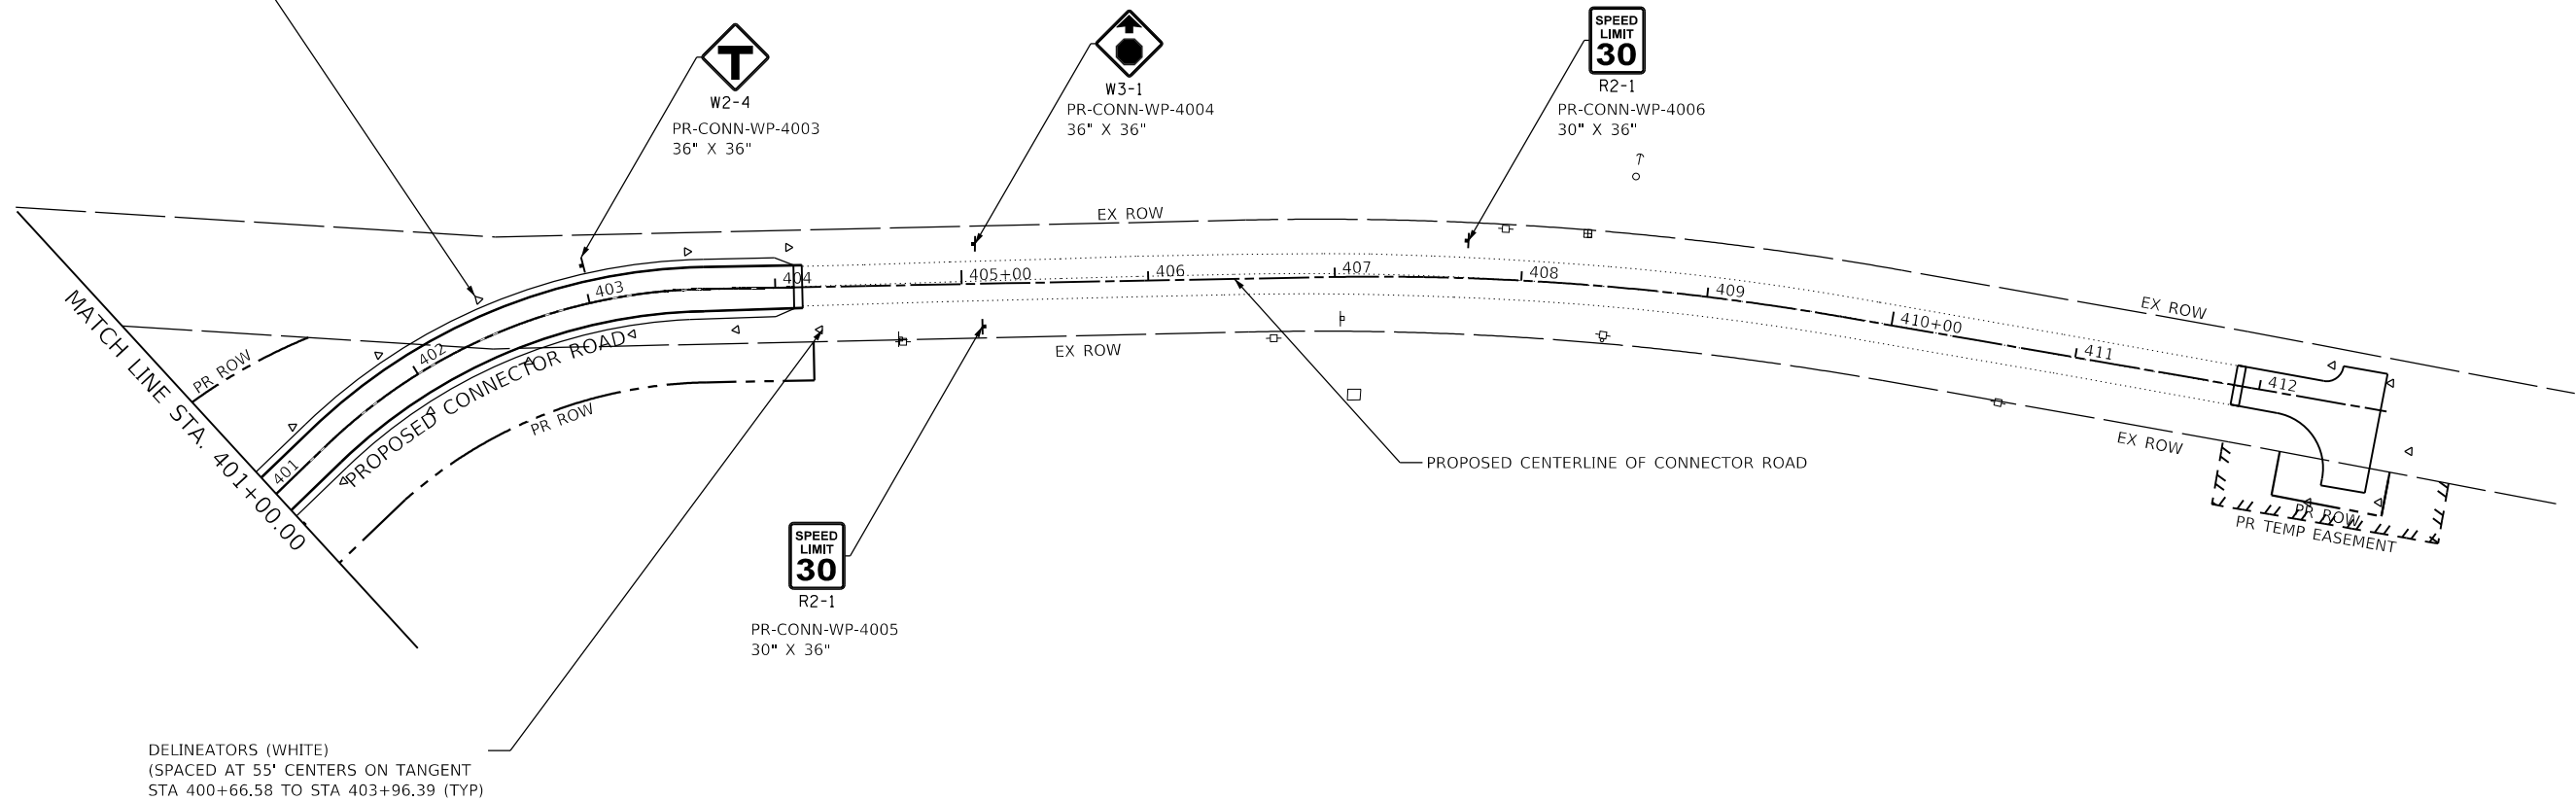 SPEED
LIMIT
30
R2-1
PR-CONN-WP-4006
30" X 36"
W3-1
PR-CONN-WP-4004
36" X 36"
T
W2-4
PR-CONN-WP-4003
36" X 36"
EX ROW
404
405+00
406
407
408
409
410+00
411
412
403
402
401
EX ROW
EX ROW
EX ROW
PR ROW
PROPOSED CONNECTOR ROAD
PR ROW
MATCH LINE STA. 401+00.00
PROPOSED CENTERLINE OF CONNECTOR ROAD
PR ROW
PR TEMP EASEMENT
SPEED
LIMIT
30
R2-1
PR-CONN-WP-4005
30" X 36"
DELINEATORS (WHITE)
(SPACED AT 55' CENTERS ON TANGENT
STA 400+66.58 TO STA 403+96.39 (TYP)